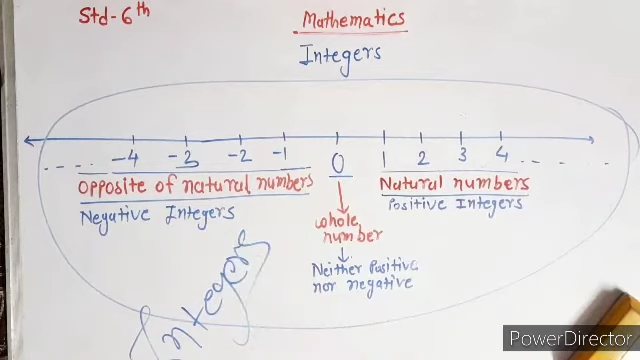 Std-6th
Mathematics
Integers
-4 -3 -2 -1 0 1 2 3 4
Opposite of natural numbers
Natural numbers
Negative Integers
Positive Integers
whole
number
Neither Positive
nor negative
Integers
PowerDirector